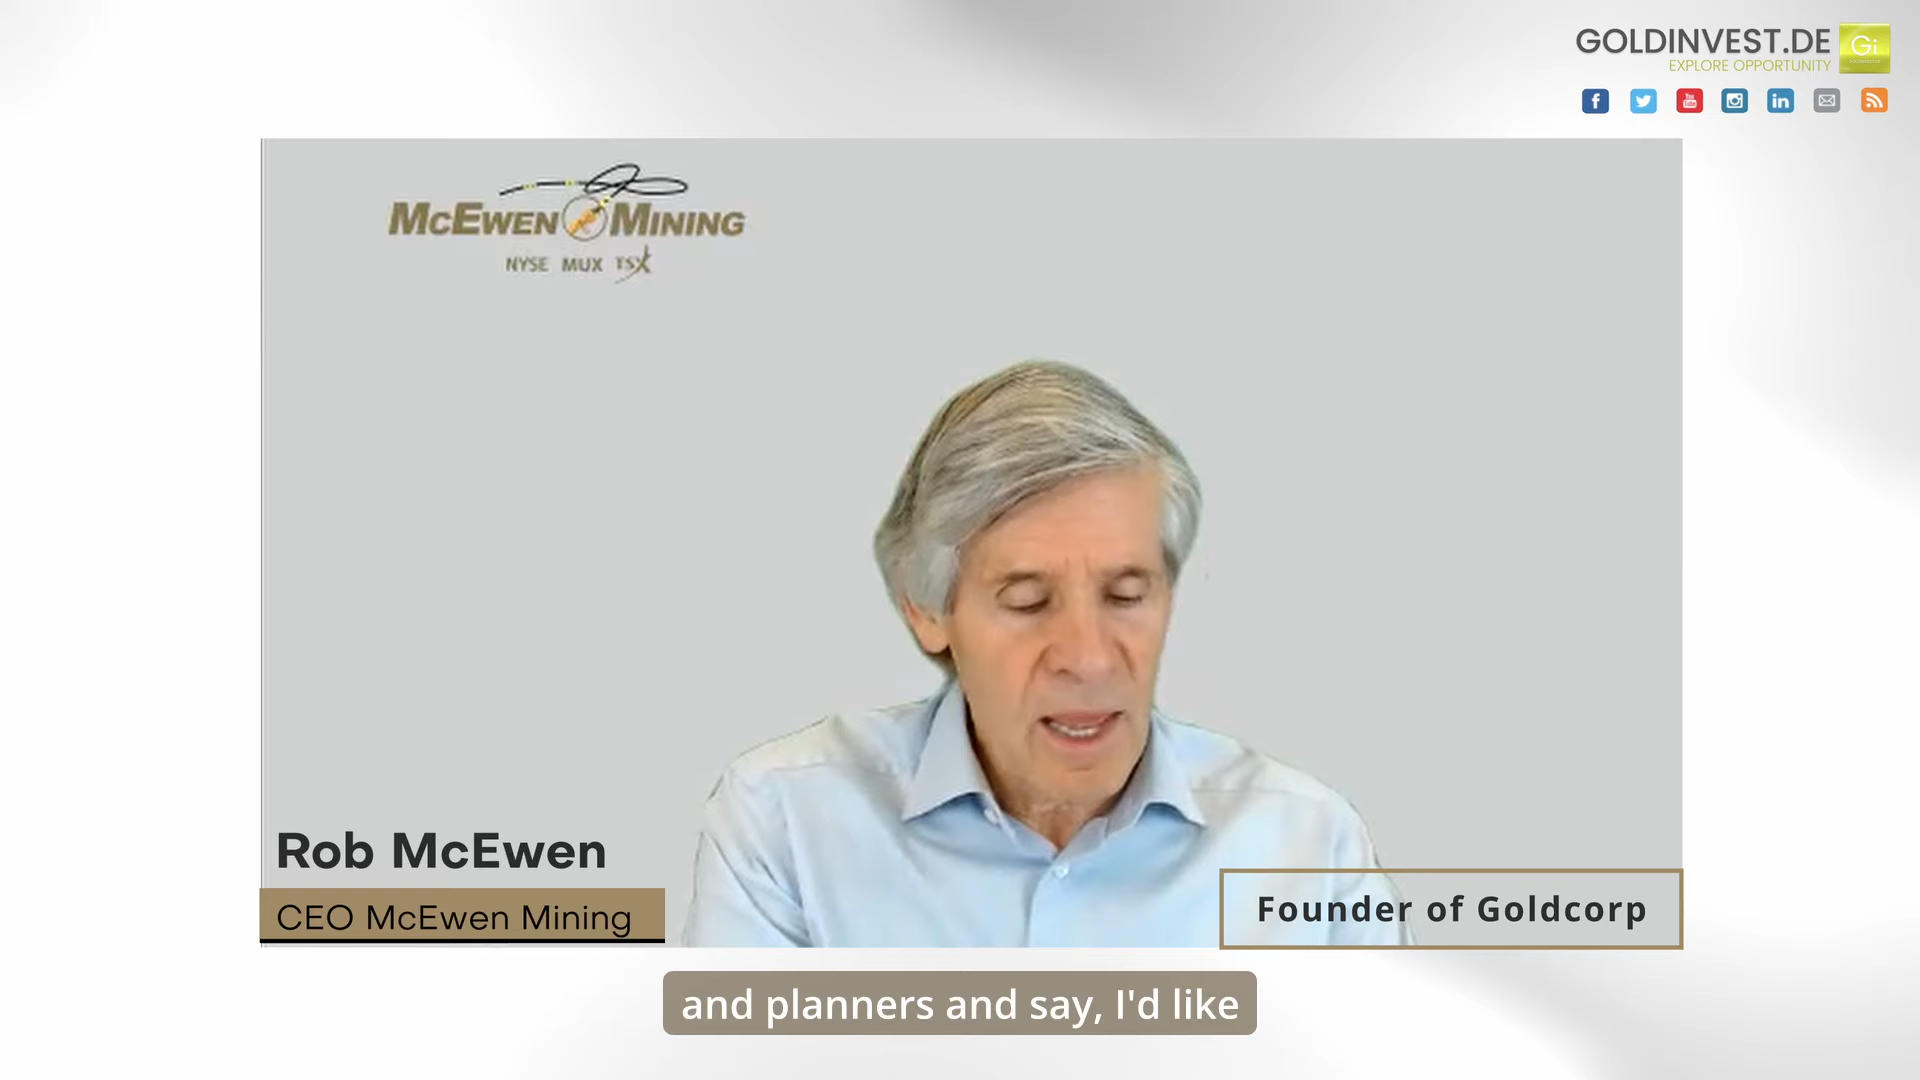 GOLDINVEST.DE
Gi
EXPLORE OPPORTUNITY
McEwen Mining
NYSE MUX TSX
Rob McEwen
CEO McEwen Mining
Founder of Goldcorp
and planners and say, I'd like